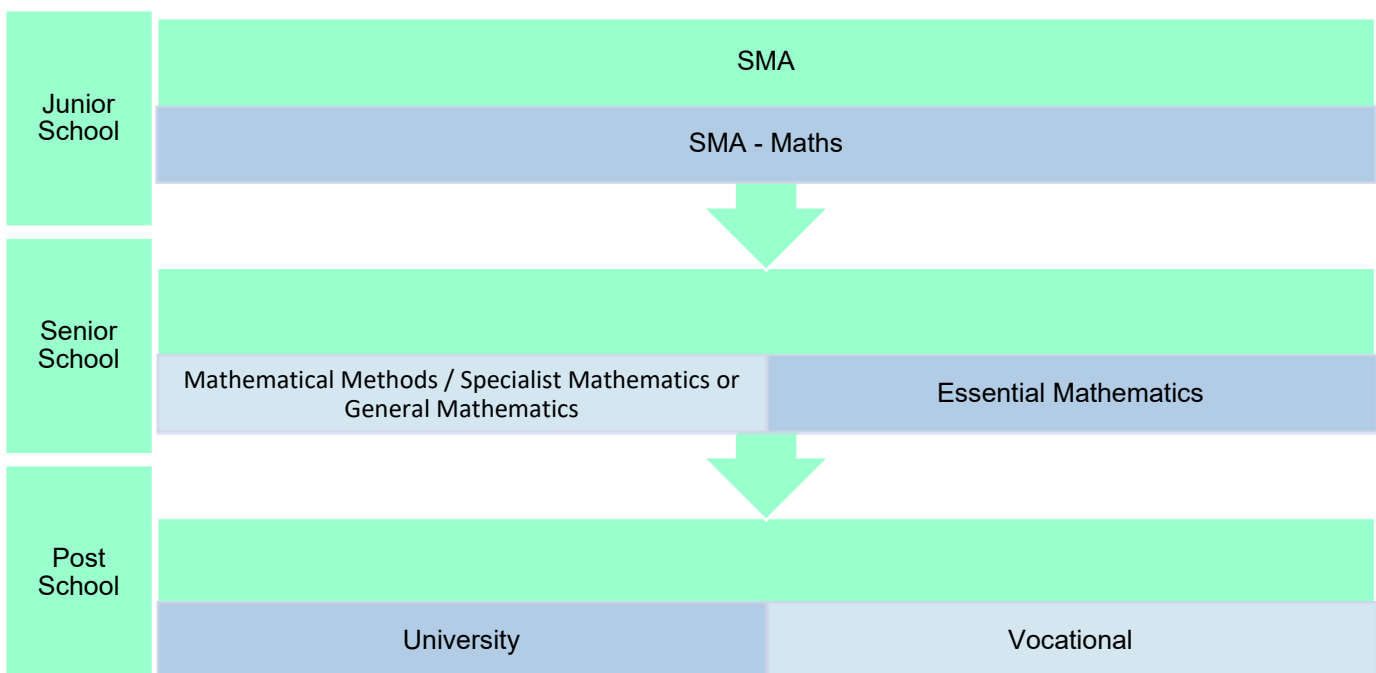 Junior
School
SMA
SMA - Maths
Senior
School
Mathematical Methods / Specialist Mathematics or
General Mathematics
Essential Mathematics
Post
School
University
Vocational